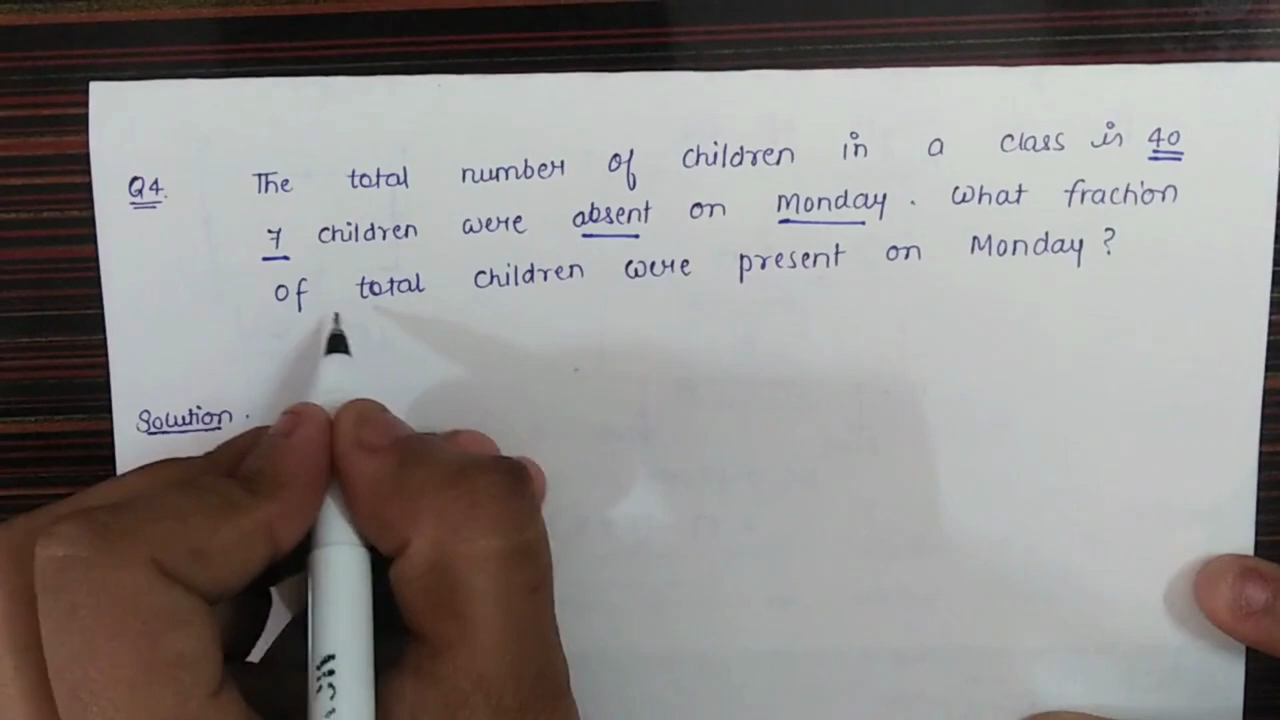 Q4. The total number of children in a class is 40
7 children were absent on Monday. What fraction
of total children were present on Monday?
Solution.